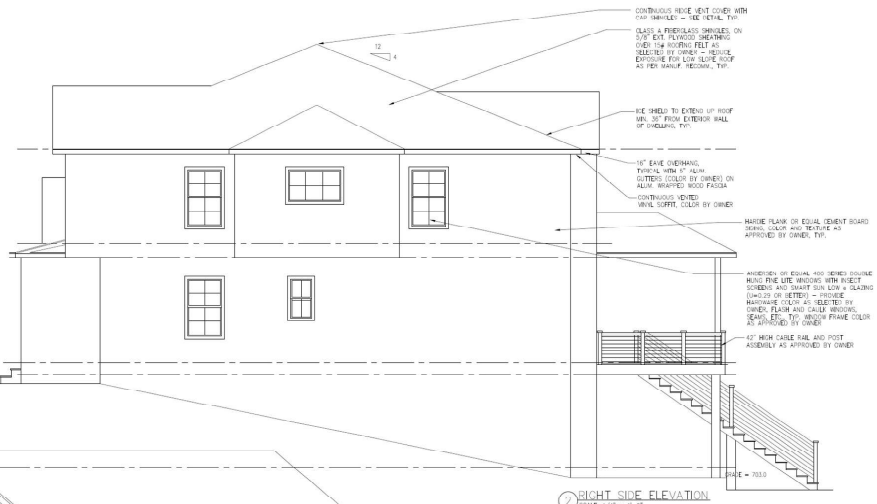 CONTINUOUS RIDGE VENT COVER WITH
CAP SHINGLES - SEE DETAIL, TYP.
CLASS A FIBERGLASS SHINGLES, ON
5/8" EXT. PLYWOOD SHEATHING
OVER 15# ROOFING FELT AS
SELECTED BY OWNER - REDUCE
EXPOSURE FOR LOW SLOPE ROOF
AS PER MANUF. RECOMM., TYP.
12
4
ICE SHIELD TO EXTEND UP ROOF
MIN. 36" FROM EXTERIOR WALL
OF DWELLING, TYP.
16" EAVE OVERHANG,
TYPICAL WITH 6" ALUM.
GUTTERS (COLOR BY OWNER) ON
ALUM. WRAPPED WOOD FASCIA
CONTINUOUS VENTED
VINYL SOFFIT, COLOR BY OWNER
HARDIE PLANK OR EQUAL CEMENT BOARD
SIDING, COLOR AND TEXTURE AS
APPROVED BY OWNER, TYP.
ANDERSEN OR EQUAL 400 SERIES DOUBLE
HUNG FINE LITE WINDOWS WITH INSECT
SCREENS AND SMART SUN LOW e GLAZING
(U=0.29 OR BETTER) - PROVIDE
HARDWARE COLOR AS SELECTED BY
OWNER, FLASH AND CAULK WINDOWS,
SEAMS, ETC., TYP. WINDOW FRAME COLOR
AS APPROVED BY OWNER
42" HIGH CABLE RAIL AND POST
ASSEMBLY AS APPROVED BY OWNER
GRADE = 703.0
2 RIGHT SIDE ELEVATION